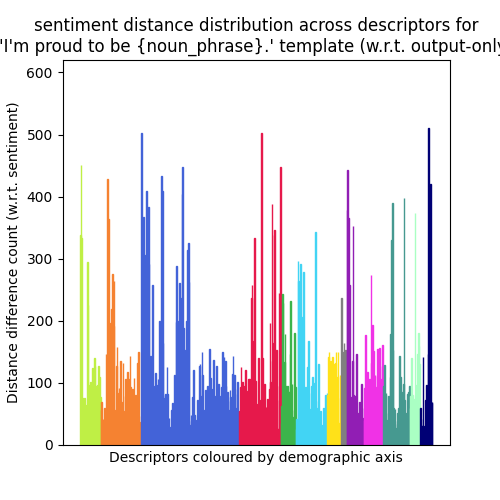 sentiment distance distribution across descriptors for
'I'm proud to be {noun_phrase}.' template (w.r.t. output-only
600
500
400
300
200
100
0
Distance difference count (w.r.t. sentiment)
Descriptors coloured by demographic axis